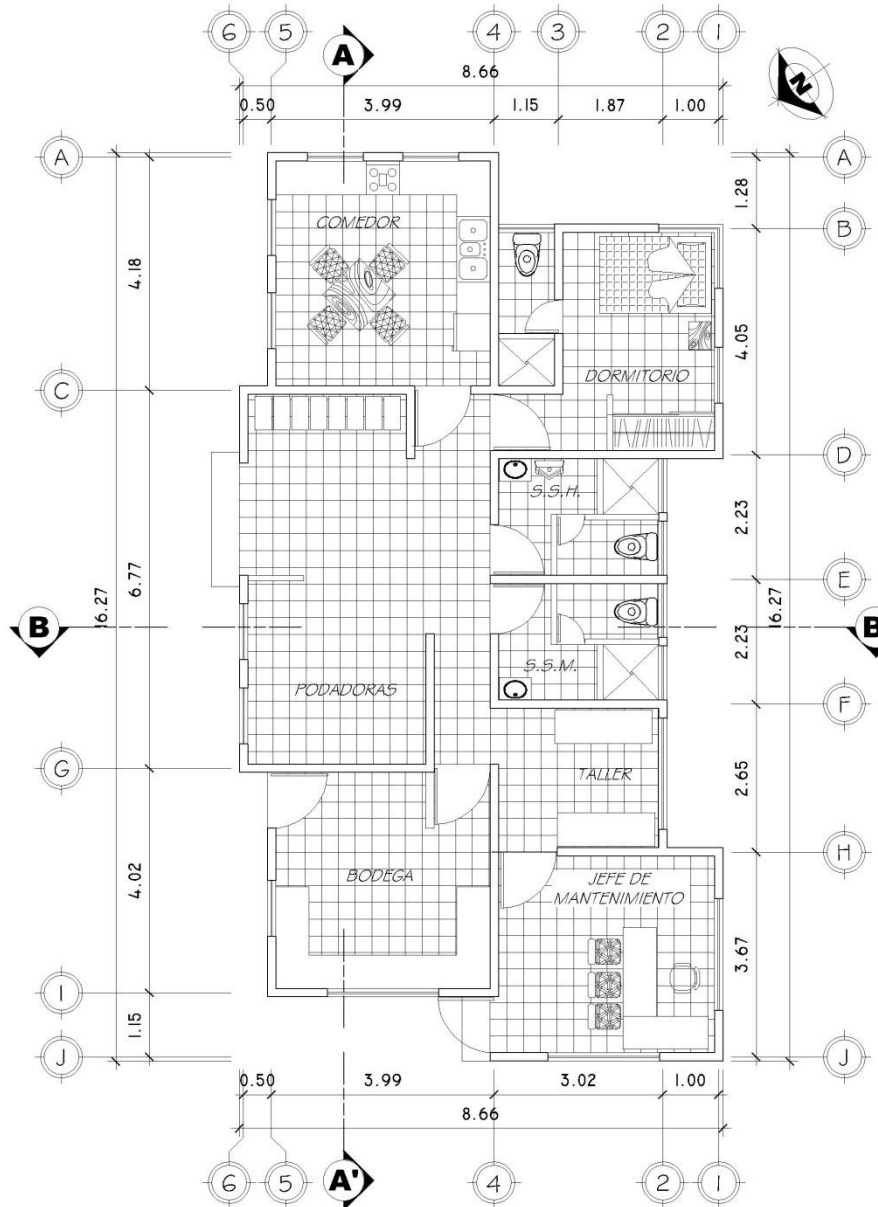 6 5 4 3 2 1
A
8.66
N
0.50 3.99 1.15 1.87 1.00
A A
1.28
B
COMEDOR
4.18
4.05
DORMITORIO
C
D
S.S.H.
2.23
6.77
E
16.27 16.27
B B
2.23
S.S.M.
PODADORAS
F
G
TALLER
2.65
H
4.02
BODEGA
JEFE DE
MANTENIMIENTO
3.67
I
1.15
J J
0.50 3.99 3.02 1.00
8.66
6 5 A' 4 2 1